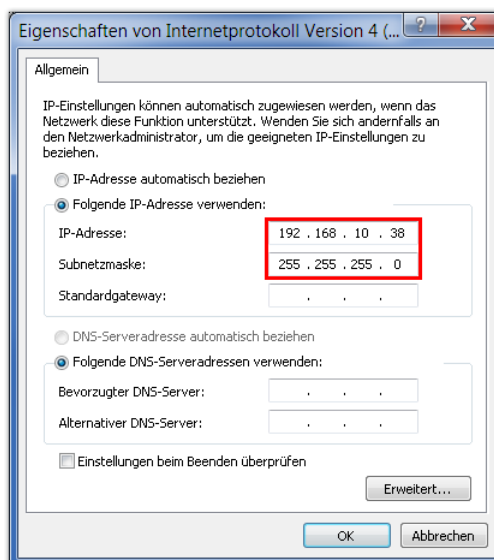 Eigenschaften von Internetprotokoll Version 4 (...
Allgemein
IP-Einstellungen können automatisch zugewiesen werden, wenn das
Netzwerk diese Funktion unterstützt. Wenden Sie sich andernfalls an
den Netzwerkadministrator, um die geeigneten IP-Einstellungen zu
beziehen.
IP-Adresse automatisch beziehen
Folgende IP-Adresse verwenden:
IP-Adresse: 192 . 168 . 10 . 38
Subnetzmaske: 255 . 255 . 255 . 0
Standardgateway: . . .
DNS-Serveradresse automatisch beziehen
Folgende DNS-Serveradressen verwenden:
Bevorzugter DNS-Server: . . .
Alternativer DNS-Server: . . .
Einstellungen beim Beenden überprüfen
Erweitert...
OK Abbrechen